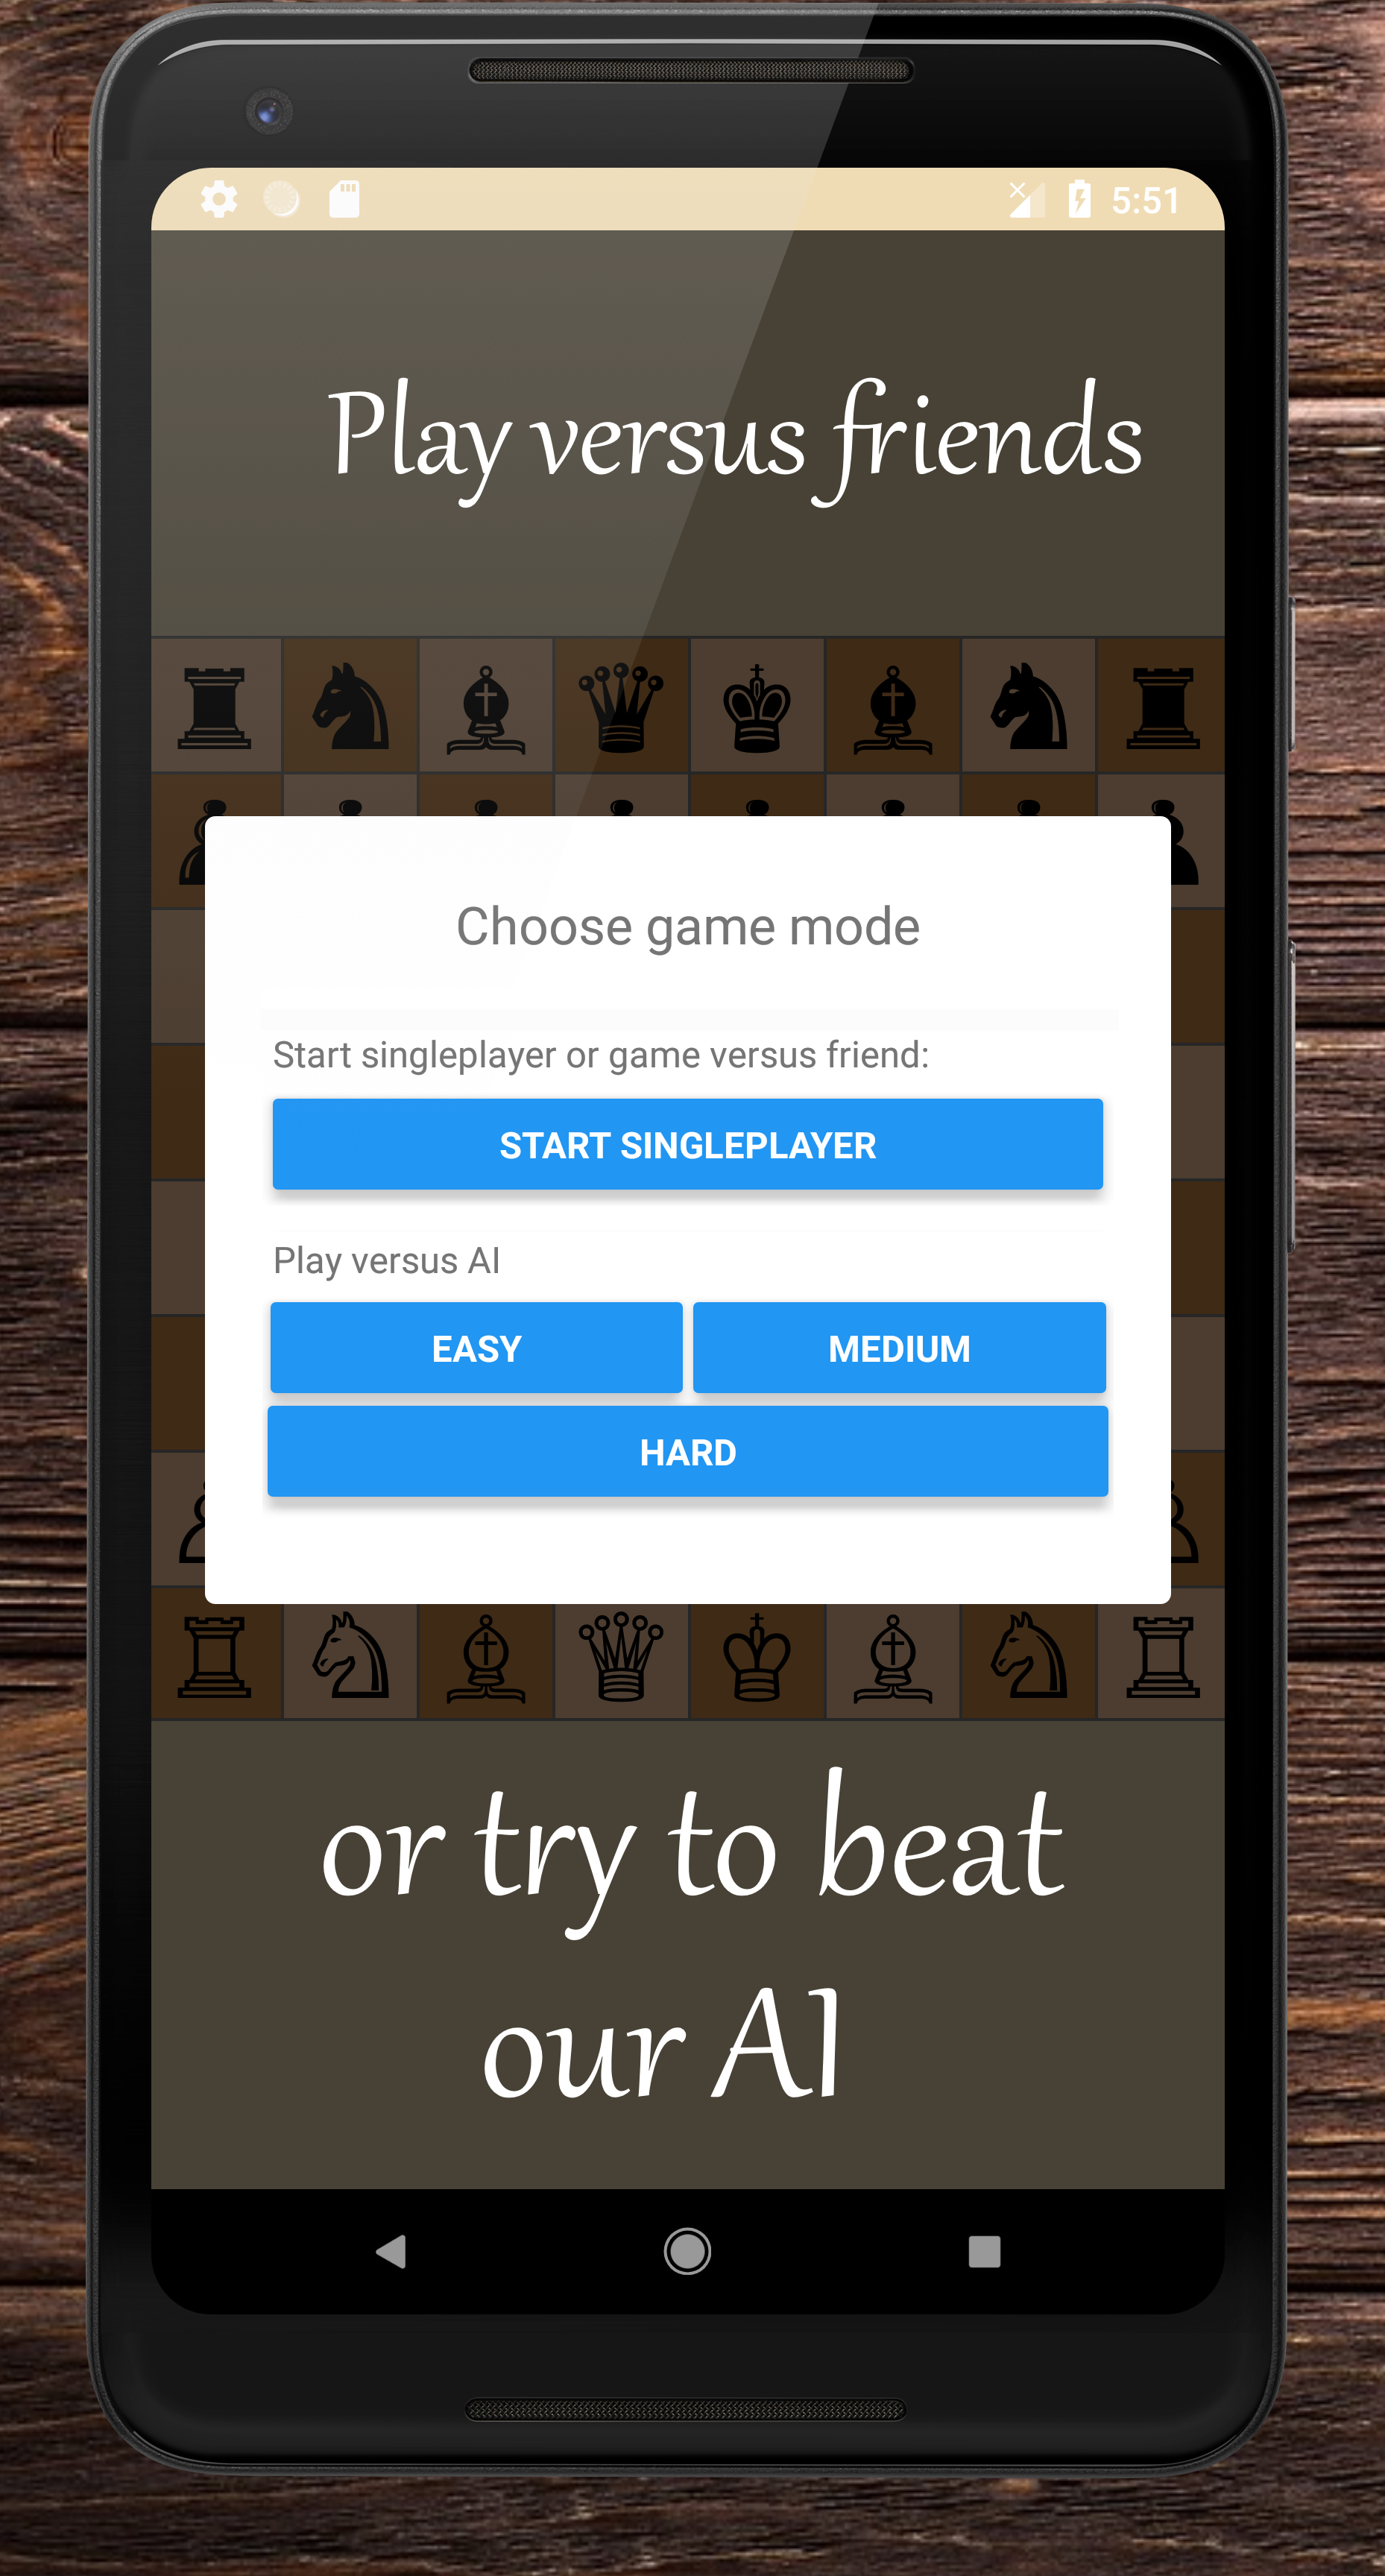 5:51
Play versus friends
Choose game mode
Start singleplayer or game versus friend:
START SINGLEPLAYER
Play versus AI
EASY MEDIUM
HARD
or try to beat
our AI